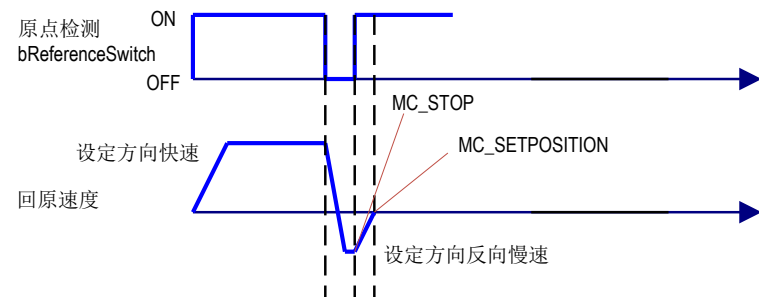 原点检测
bReferenceSwitch
ON
OFF
MC_STOP
MC_SETPOSITION
设定方向快速
回原速度
设定方向反向慢速